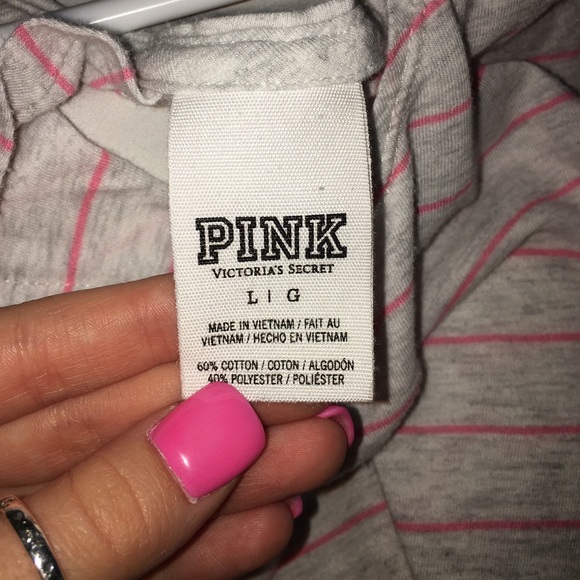 PINK
VICTORIA'S SECRET
L | G
MADE IN VIETNAM / FAIT AU
VIETNAM / HECHO EN VIETNAM
60% COTTON / COTON / ALGODÓN
40% POLYESTER / POLIÉSTER